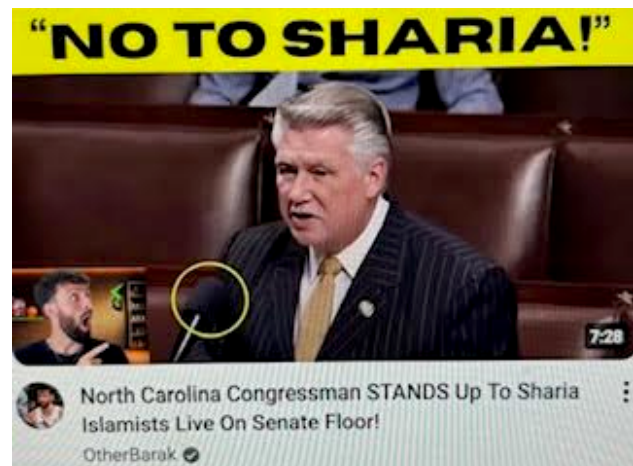 “NO TO SHARIA!”
7:28
North Carolina Congressman STANDS Up To Sharia
Islamists Live On Senate Floor!
OtherBarak